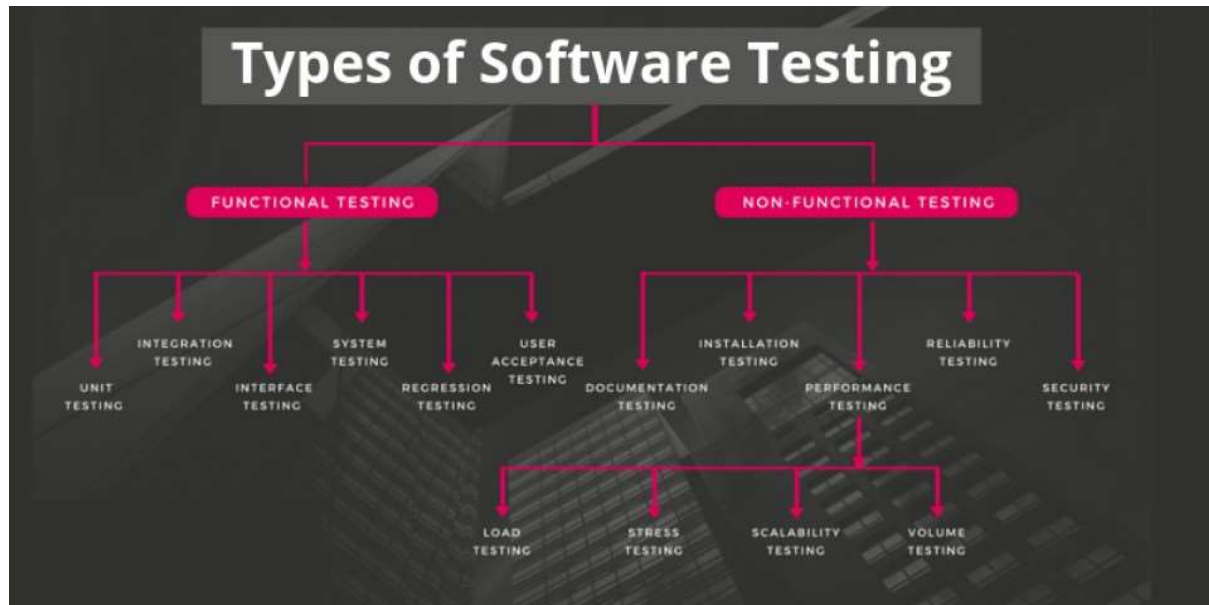 Types of Software Testing
FUNCTIONAL TESTING
NON-FUNCTIONAL TESTING
UNIT
TESTING
INTEGRATION
TESTING
INTERFACE
TESTING
SYSTEM
TESTING
REGRESSION
TESTING
USER
ACCEPTANCE
TESTING
DOCUMENTATION
TESTING
INSTALLATION
TESTING
PERFORMANCE
TESTING
RELIABILITY
TESTING
SECURITY
TESTING
LOAD
TESTING
STRESS
TESTING
SCALABILITY
TESTING
VOLUME
TESTING